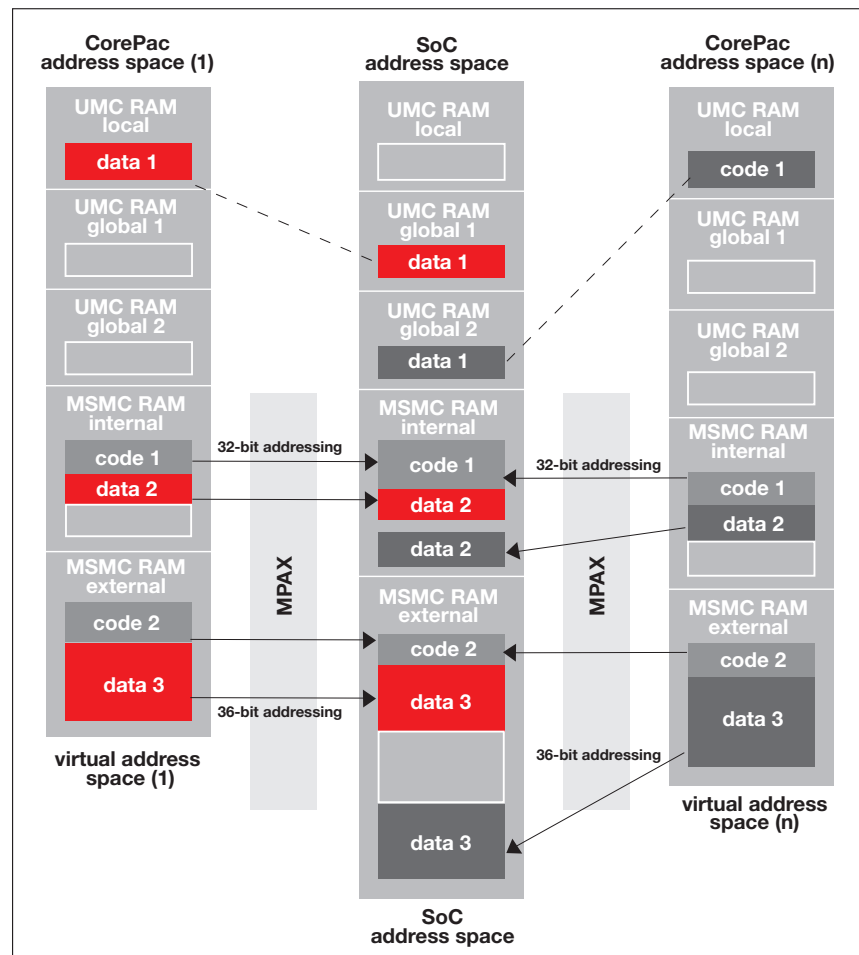 CorePac
address space (1)
UMC RAM
local
data 1
UMC RAM
global 1
UMC RAM
global 2
MSMC RAM
internal
code 1
data 2
MSMC RAM
external
code 2
data 3
virtual address
space (1)
32-bit addressing
36-bit addressing
MPAX
SoC
address space
UMC RAM
local
UMC RAM
global 1
data 1
UMC RAM
global 2
data 1
MSMC RAM
internal
code 1
data 2
data 2
MSMC RAM
external
code 2
data 3
data 3
SoC
address space
32-bit addressing
36-bit addressing
MPAX
CorePac
address space (n)
UMC RAM
local
code 1
UMC RAM
global 1
UMC RAM
global 2
MSMC RAM
internal
code 1
data 2
MSMC RAM
external
code 2
data 3
virtual address
space (n)